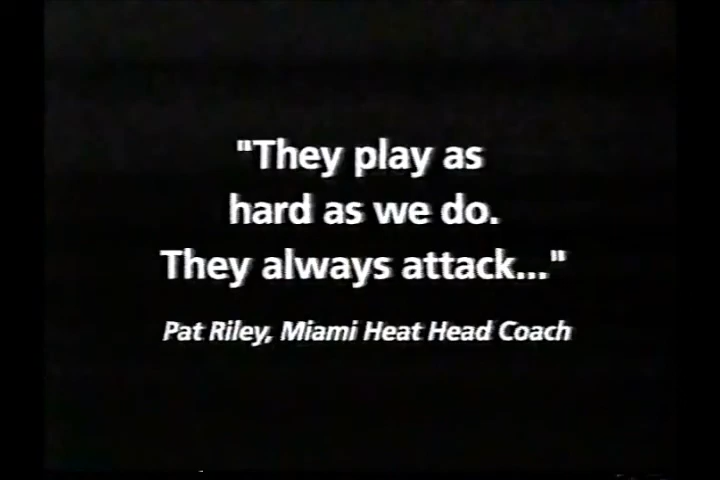 "They play as
hard as we do.
They always attack..."
Pat Riley, Miami Heat Head Coach